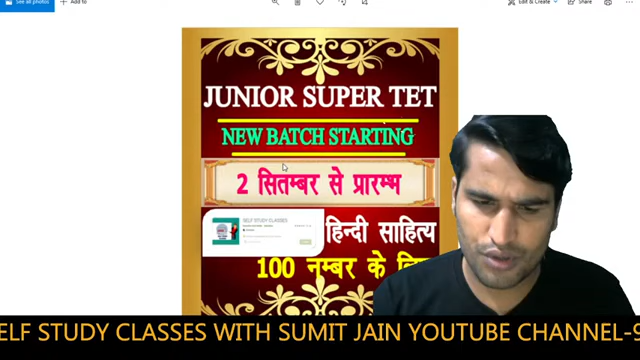 See all photos
Add to
Edit & Create
Share
JUNIOR SUPER TET
NEW BATCH STARTING
2 सितम्बर से प्रारम्भ
SELF STUDY CLASSES
हिन्दी साहित्य
100 नम्बर के
ELF STUDY CLASSES WITH SUMIT JAIN YOUTUBE CHANNEL-9